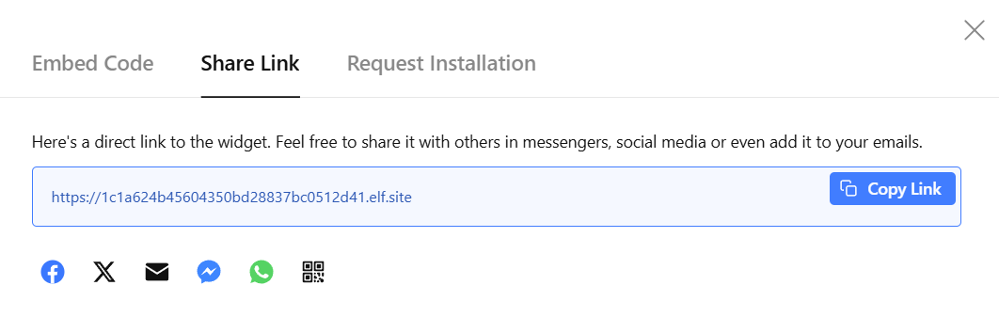 Embed Code
Share Link
Request Installation
Here's a direct link to the widget. Feel free to share it with others in messengers, social media or even add it to your emails.
https://1c1a624b45604350bd28837bc0512d41.elf.site
Copy Link